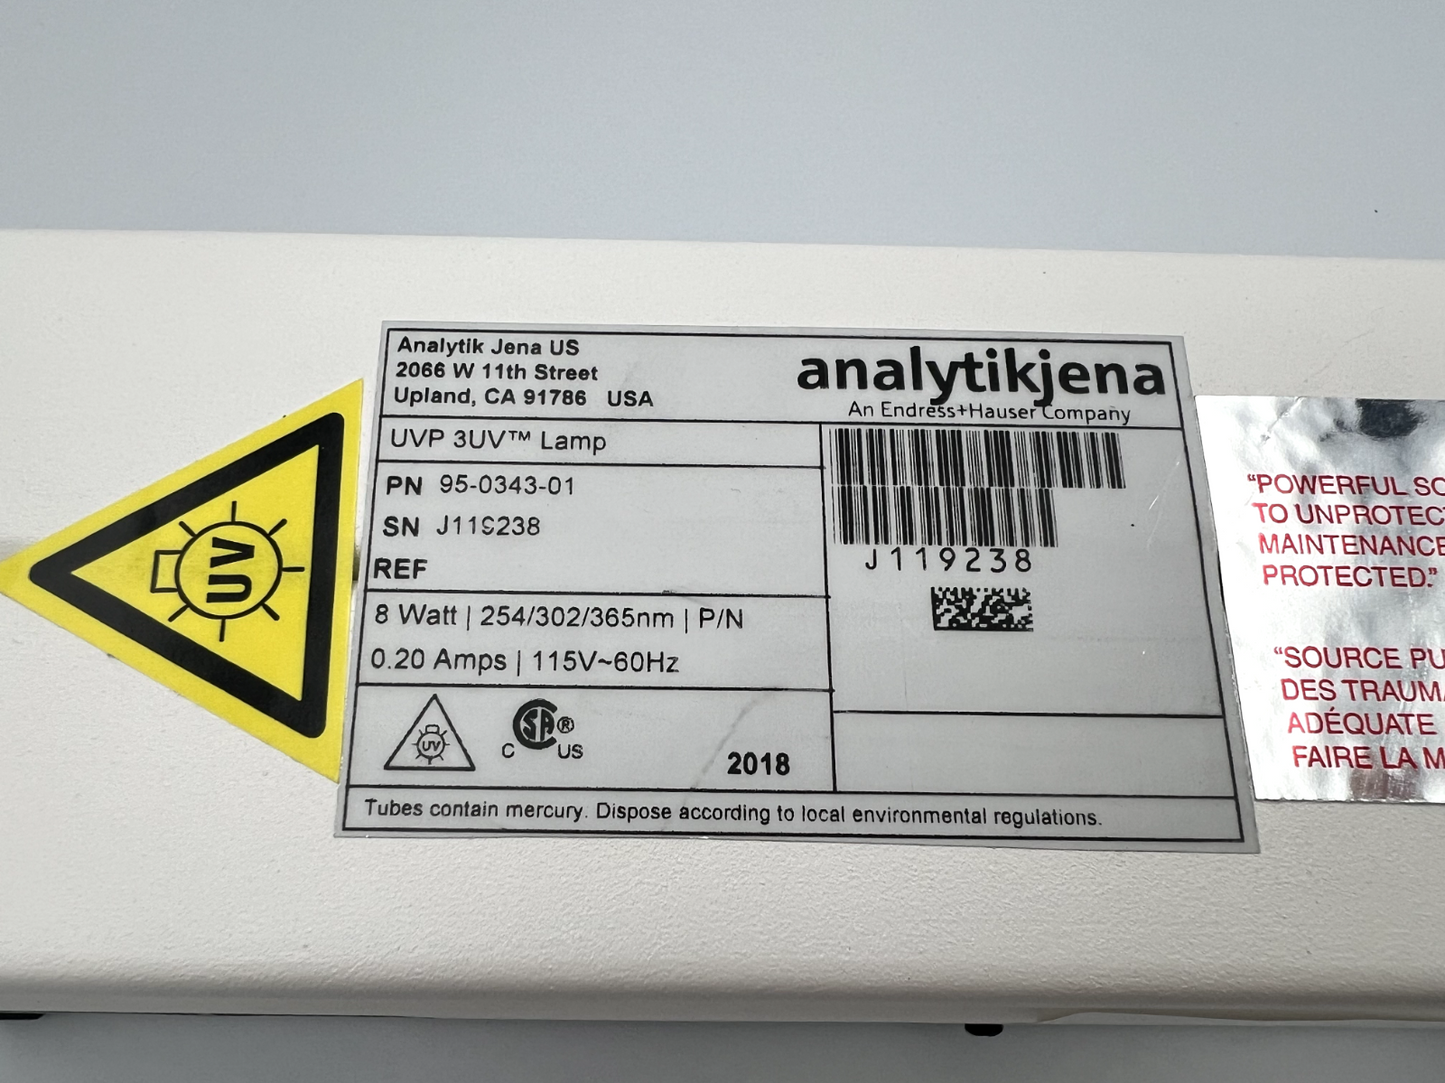 Analytik Jena US
2066 W 11th Street
Upland, CA 91786 USA
analytikjena
An Endress+Hauser Company
UVP 3UV™ Lamp
PN 95-0343-01
SN J119238
REF
J119238
8 Watt | 254/302/365nm | P/N
0.20 Amps | 115V~60Hz
UV
UV
C SA ® C US
2018
Tubes contain mercury. Dispose according to local environmental regulations.
"POWERFUL SO
TO UNPROTEC
MAINTENANCE
PROTECTED."
"SOURCE PU
DES TRAUMA
ADÉQUATE
FAIRE LA M